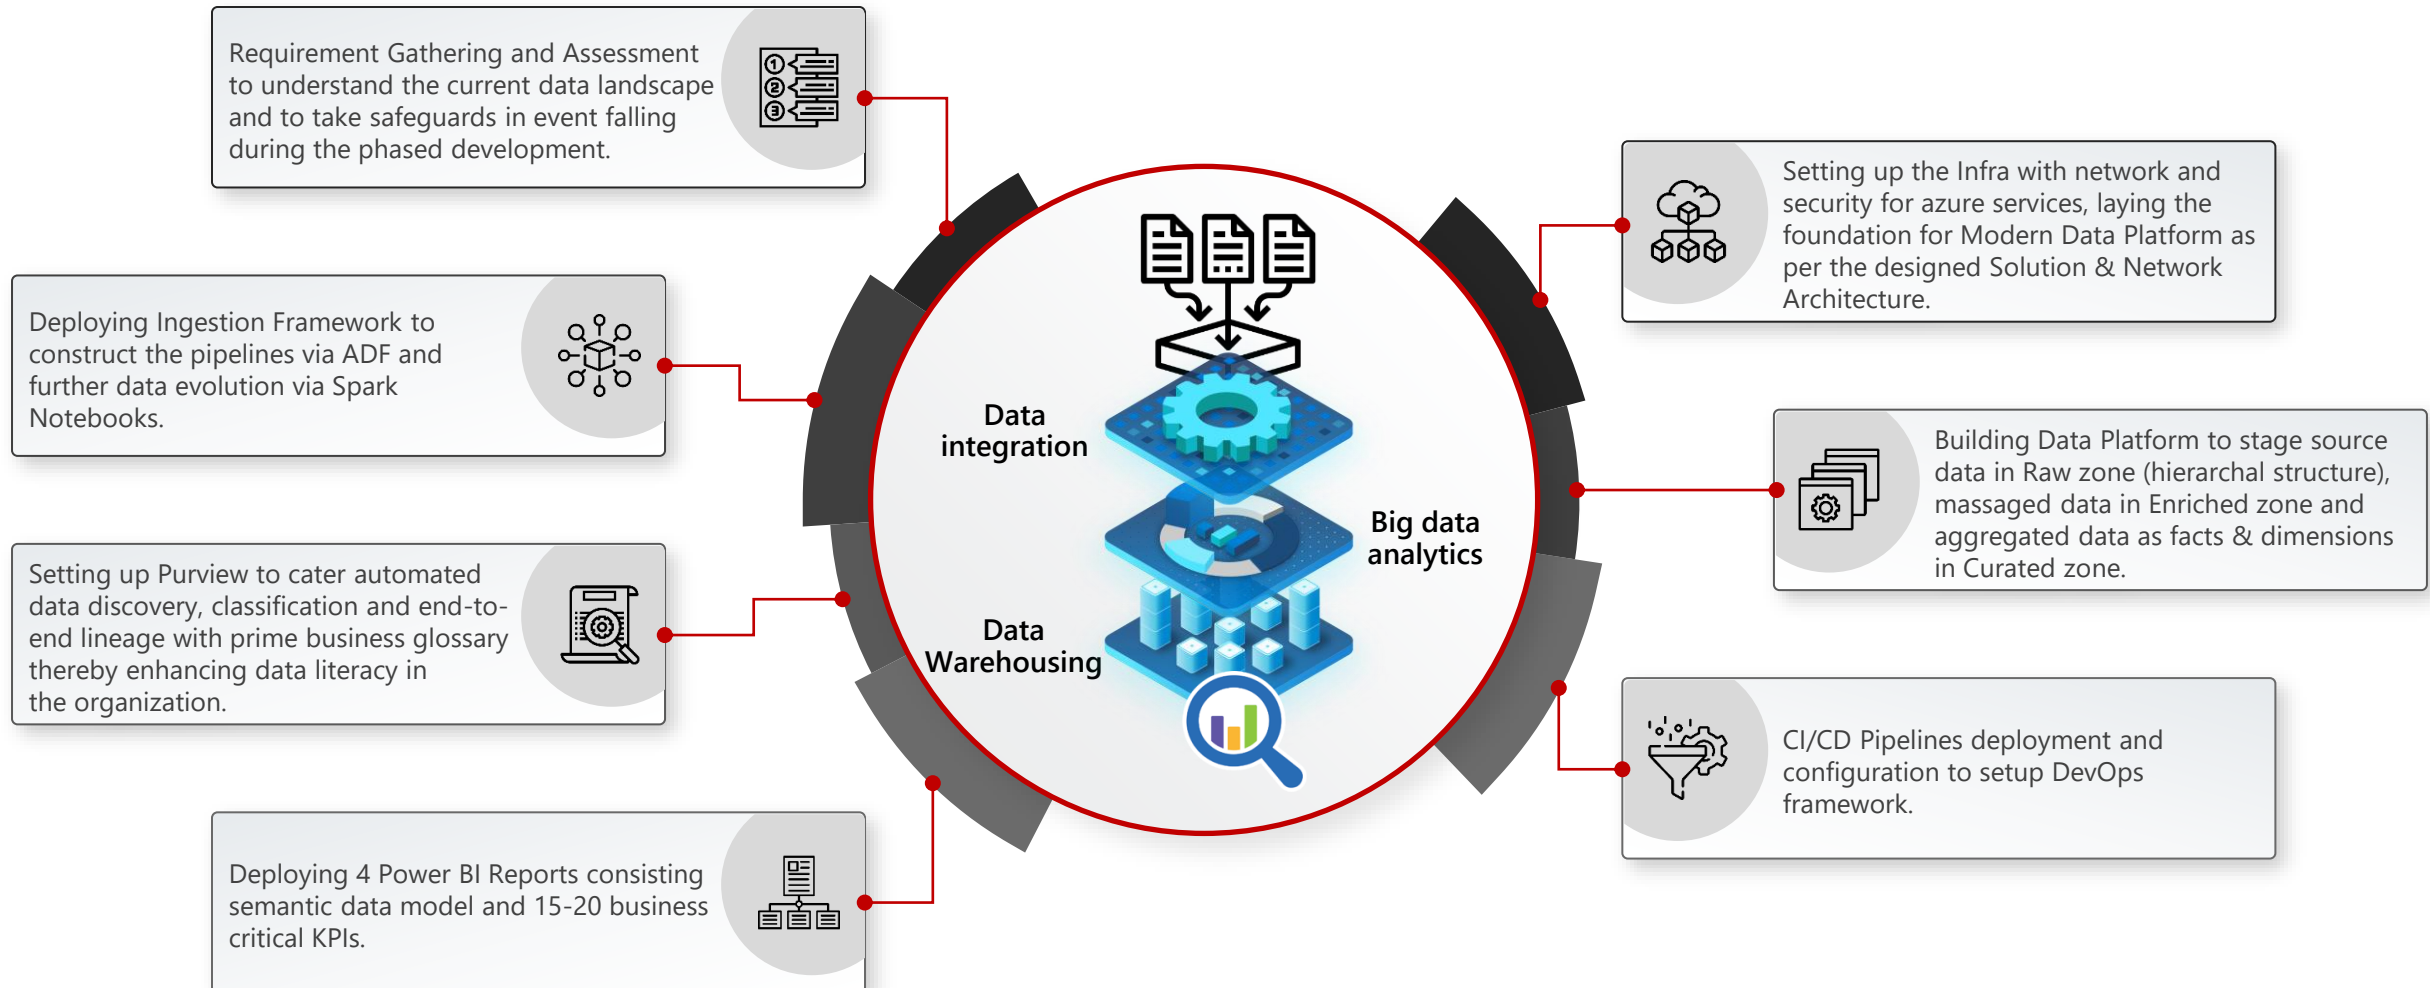 Requirement Gathering and Assessment
to understand the current data landscape
and to take safeguards in event falling
during the phased development.
Deploying Ingestion Framework to
construct the pipelines via ADF and
further data evolution via Spark
Notebooks.
Setting up Purview to cater automated
data discovery, classification and end-to-
end lineage with prime business glossary
thereby enhancing data literacy in
the organization.
Deploying 4 Power BI Reports consisting
semantic data model and 15-20 business
critical KPIs.
1
2
3
Data
integration
Big data
analytics
Data
Warehousing
Setting up the Infra with network and
security for azure services, laying the
foundation for Modern Data Platform as
per the designed Solution & Network
Architecture.
Building Data Platform to stage source
data in Raw zone (hierarchal structure),
massaged data in Enriched zone and
aggregated data as facts & dimensions
in Curated zone.
CI/CD Pipelines deployment and
configuration to setup DevOps
framework.